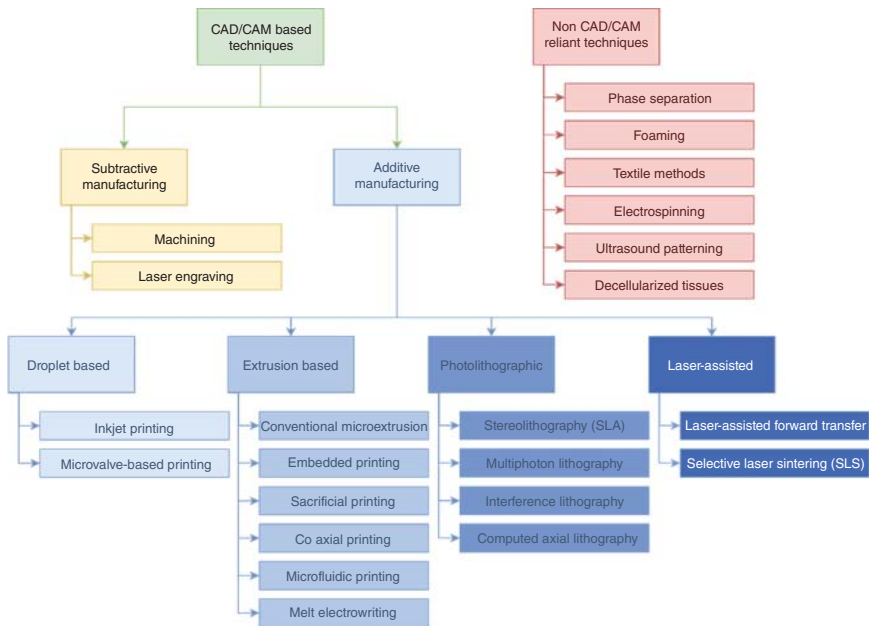 CAD/CAM based
techniques
Non CAD/CAM
reliant techniques
Phase separation
Foaming
Textile methods
Electrospinning
Ultrasound patterning
Decellularized tissues
Subtractive
manufacturing
Additive
manufacturing
Machining
Laser engraving
Droplet based
Extrusion based
Photolithographic
Laser-assisted
Inkjet printing
Microvalve-based printing
Conventional microextrusion
Embedded printing
Sacrificial printing
Co axial printing
Microfluidic printing
Melt electrowriting
Stereolithography (SLA)
Multiphoton lithography
Interference lithography
Computed axial lithography
Laser-assisted forward transfer
Selective laser sintering (SLS)